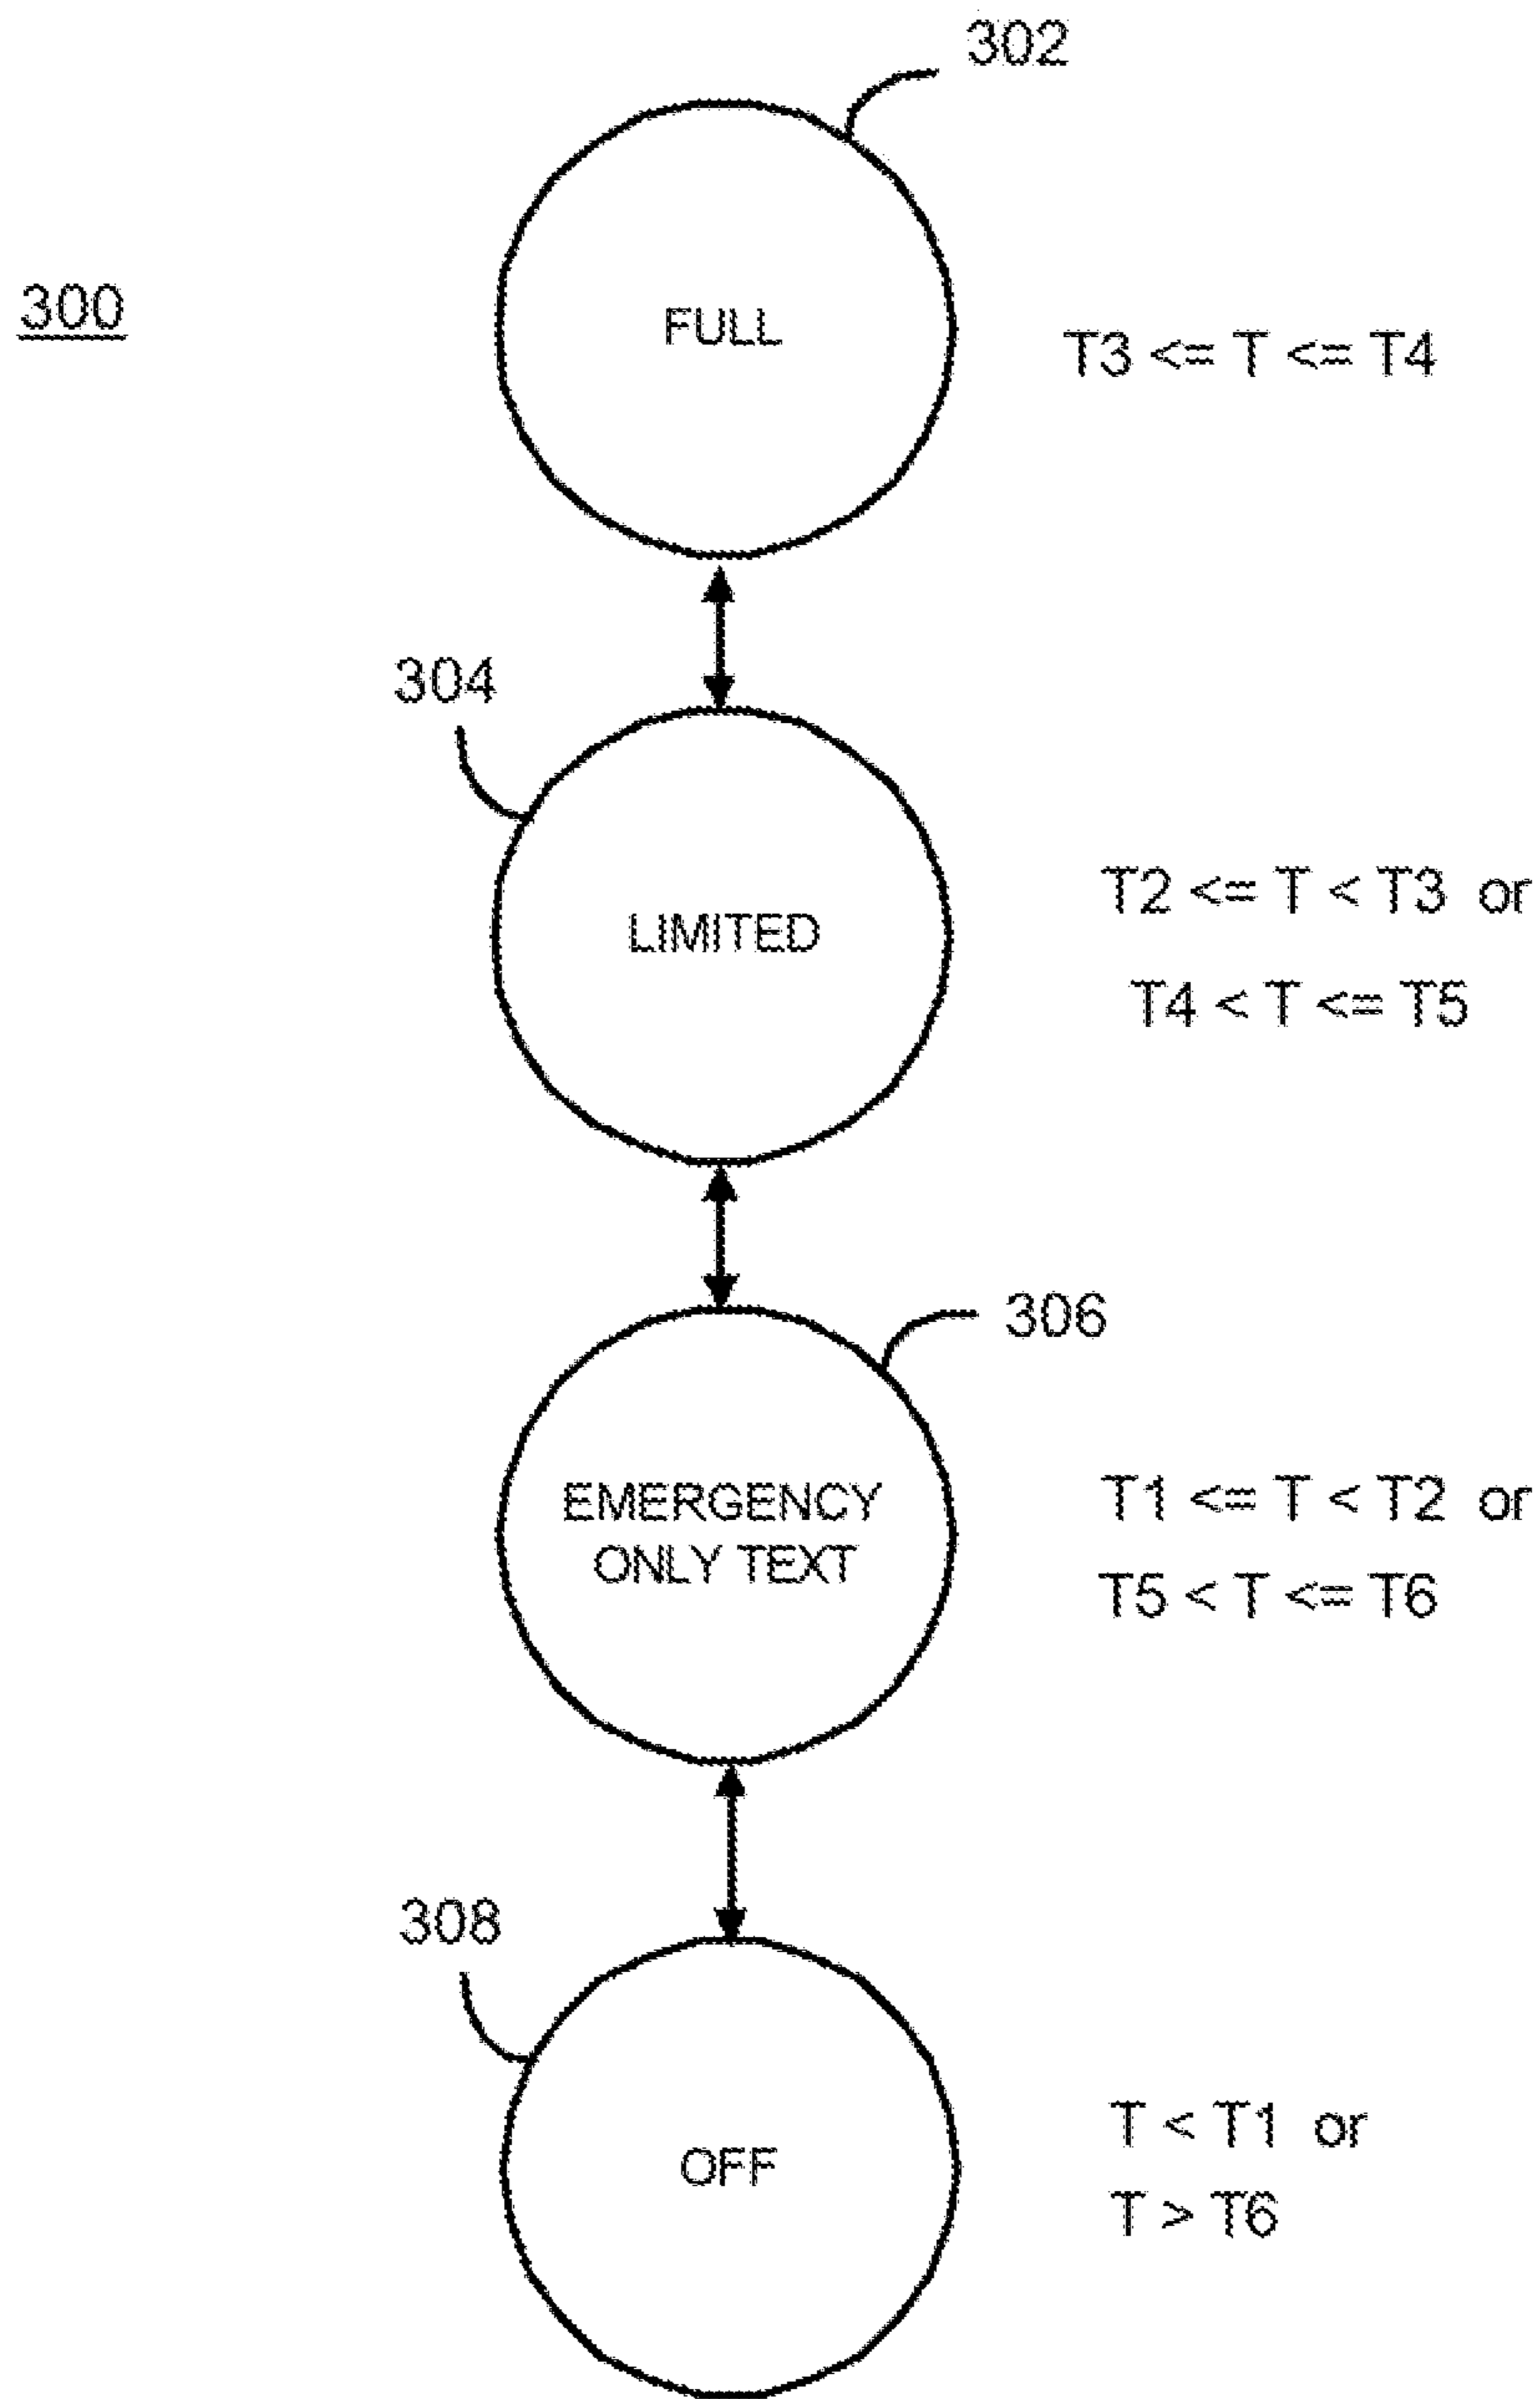 302
300
FULL
T3 <= T <= T4
304
LIMITED
T2 <= T < T3 or
T4 < T <= T5
306
EMERGENCY
ONLY TEXT
T1 <= T < T2 or
T5 < T <= T6
308
OFF
T < T1 or
T > T6